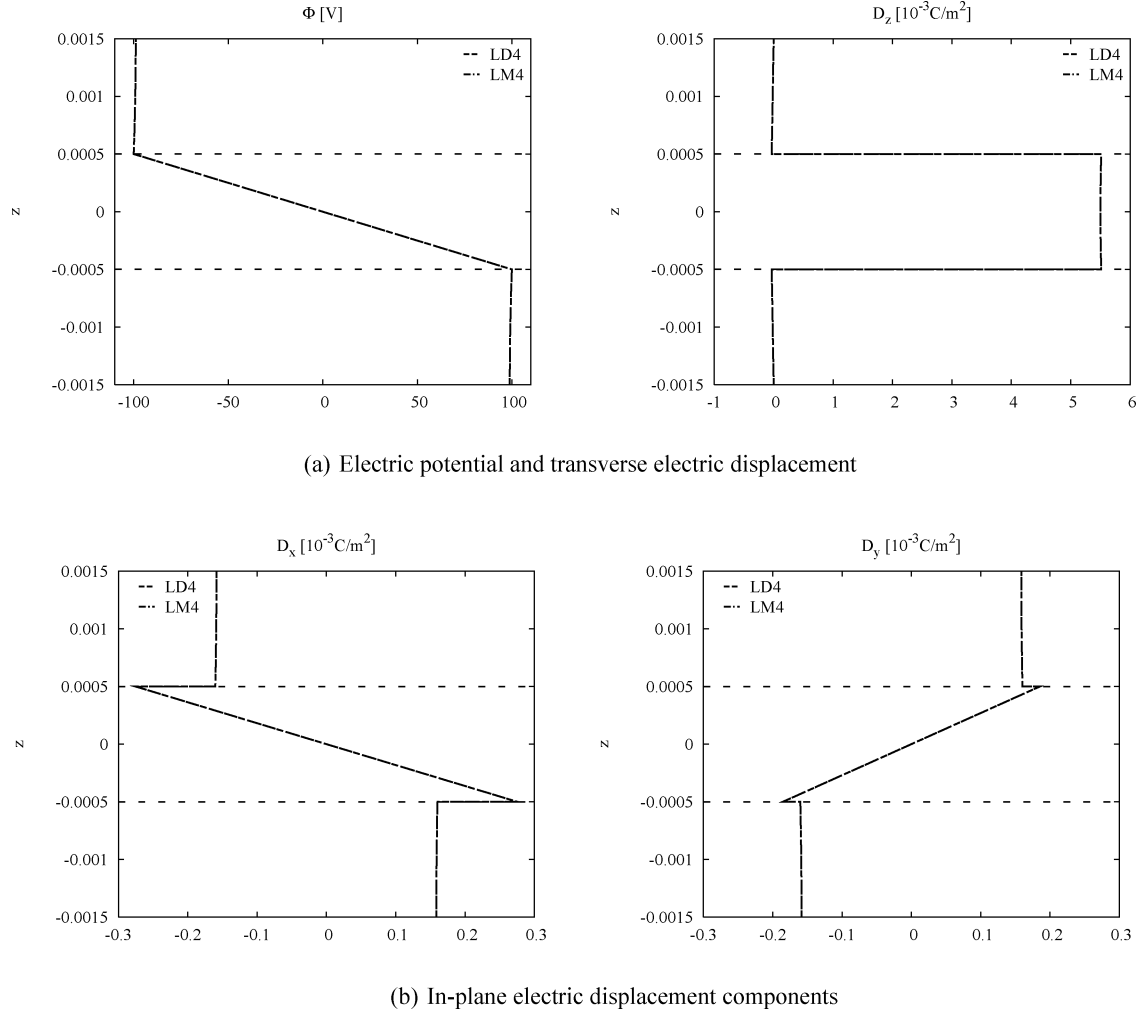 Φ [V]
LD4
LM4
0.0015
0.001
0.0005
0
-0.0005
-0.001
-0.0015
z
-100 -50 0 50 100
D_z [10^-3 C/m^2]
LD4
LM4
0.0015
0.001
0.0005
0
-0.0005
-0.001
-0.0015
z
-1 0 1 2 3 4 5 6
(a) Electric potential and transverse electric displacement
D_x [10^-3 C/m^2]
LD4
LM4
0.0015
0.001
0.0005
0
-0.0005
-0.001
-0.0015
z
-0.3 -0.2 -0.1 0 0.1 0.2 0.3
D_y [10^-3 C/m^2]
LD4
LM4
0.0015
0.001
0.0005
0
-0.0005
-0.001
-0.0015
z
-0.3 -0.2 -0.1 0 0.1 0.2 0.3
(b) In-plane electric displacement components